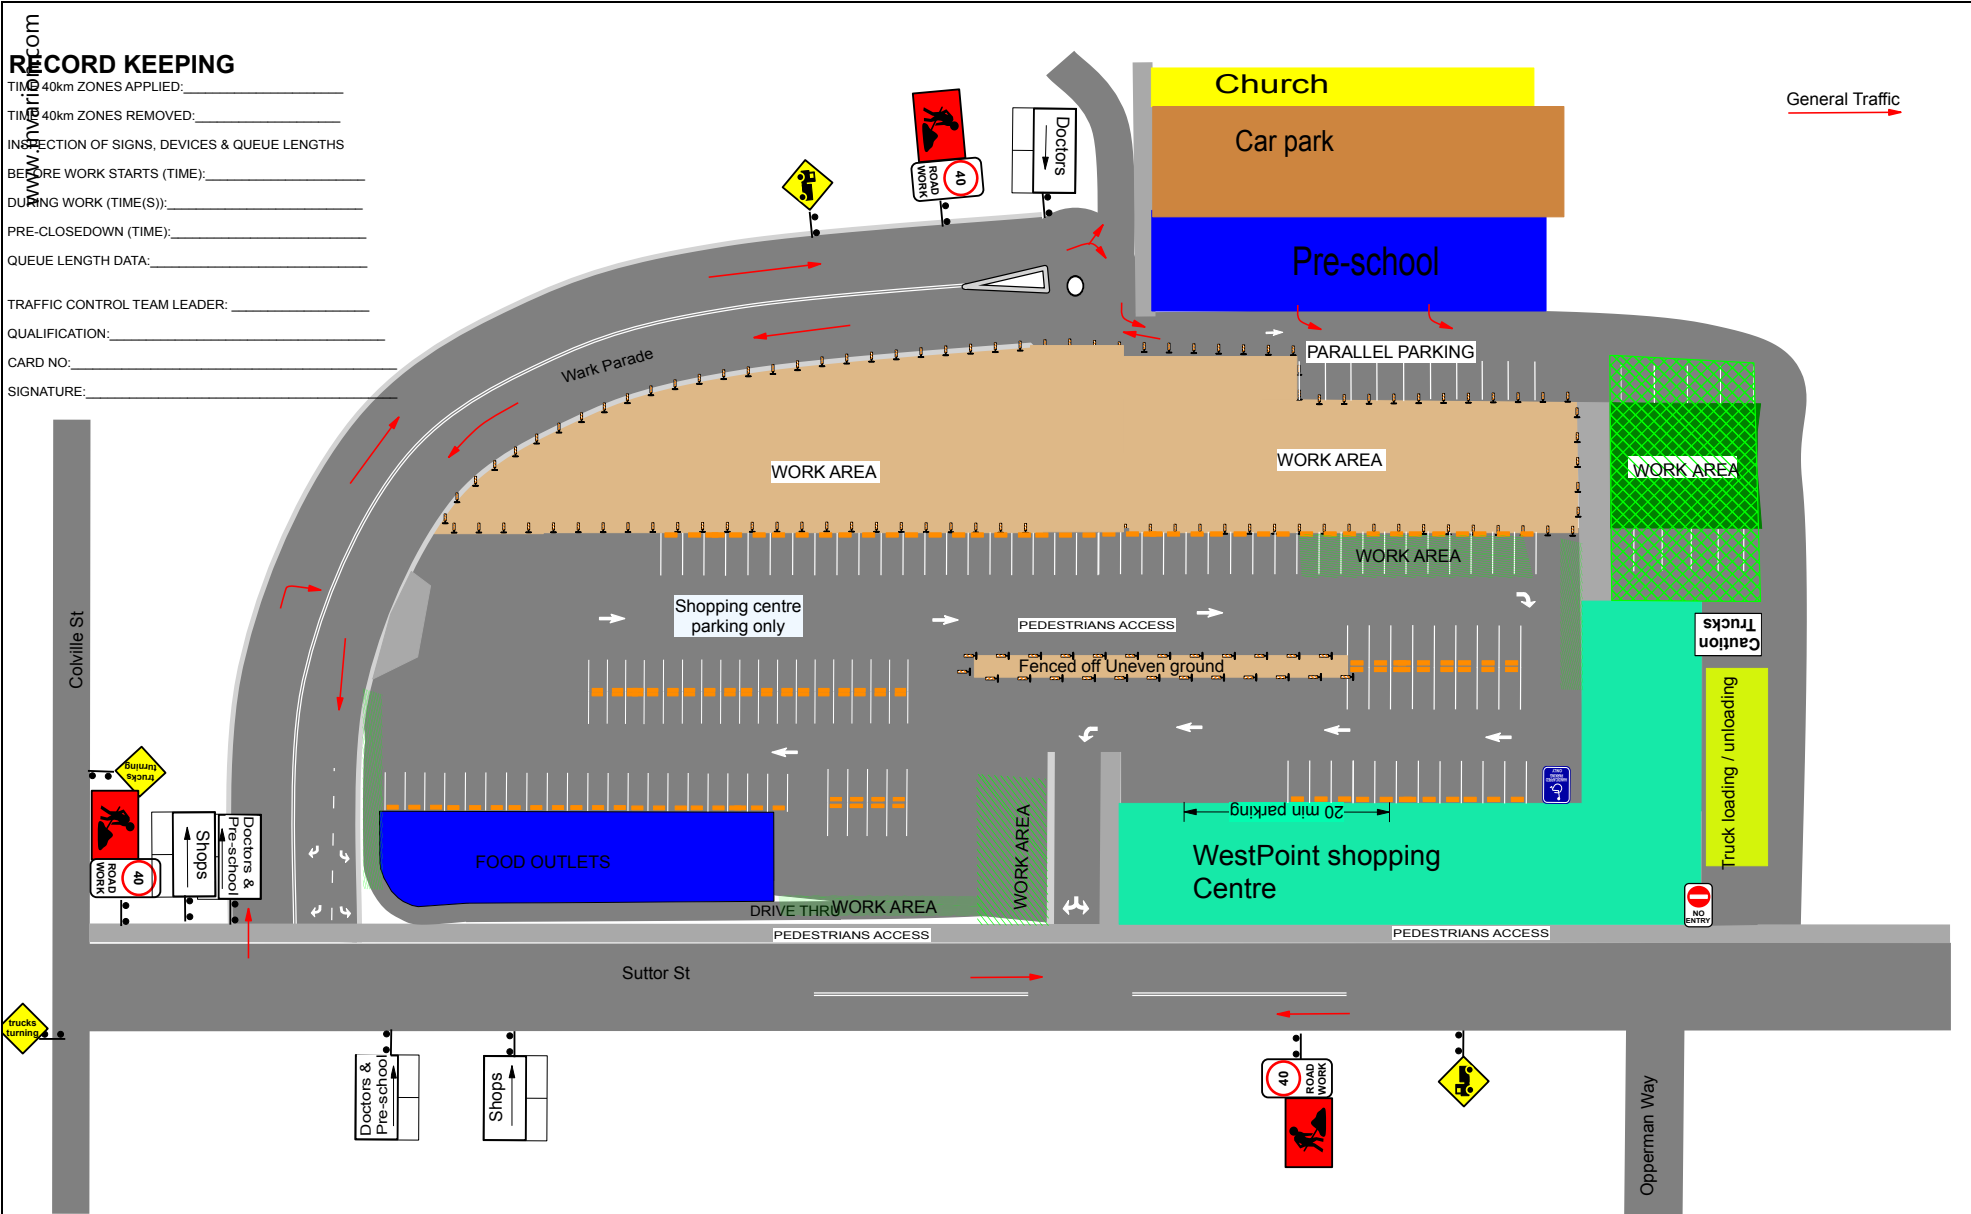 www.invarion.com
RECORD KEEPING
TIME 40km ZONES APPLIED:
TIME 40km ZONES REMOVED:
INSPECTION OF SIGNS, DEVICES & QUEUE LENGTHS
BEFORE WORK STARTS (TIME):
DURING WORK (TIME(S)):
PRE-CLOSEDOWN (TIME):
QUEUE LENGTH DATA:
TRAFFIC CONTROL TEAM LEADER:
QUALIFICATION:
CARD NO:
SIGNATURE:
General Traffic
Church
Car park
Pre-school
Doctors
ROAD
WORK
40
PARALLEL PARKING
Wark Parade
WORK AREA
WORK AREA
WORK AREA
WORK AREA
Shopping centre
parking only
PEDESTRIANS ACCESS
Fenced off Uneven ground
Caution
Trucks
Truck loading / unloading
Colville St
trucks
turning
ROAD
WORK
40
Shops
Doctors &
Pre-school
FOOD OUTLETS
DRIVE THRU
WORK AREA
WORK AREA
20 min parking
WestPoint shopping
Centre
NO
ENTRY
PEDESTRIANS ACCESS
PEDESTRIANS ACCESS
Suttor St
trucks
turning
Doctors &
Pre-school
Shops
40
ROAD
WORK
Opperman Way